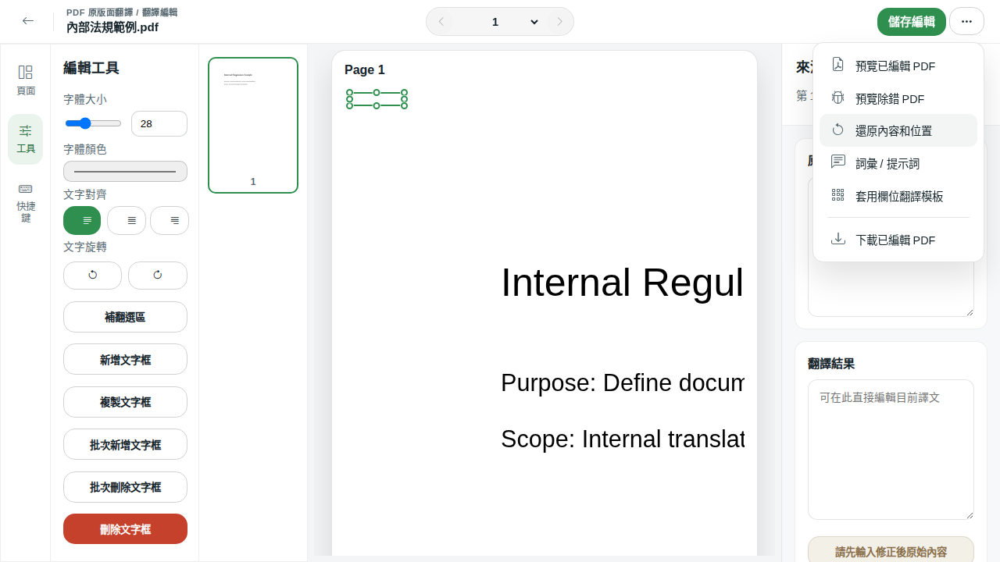 PDF 原版面翻譯 / 翻譯編輯
內部法規範例.pdf
1
儲存編輯
頁面
工具
快捷
鍵
編輯工具
字體大小
28
字體顏色
文字對齊
文字旋轉
補翻選區
新增文字框
複製文字框
批次新增文字框
批次刪除文字框
刪除文字框
1
Page 1
Internal Regul
Purpose: Define docum
Scope: Internal translat
預覽已編輯 PDF
預覽除錯 PDF
還原內容和位置
詞彙 / 提示詞
套用欄位翻譯模板
下載已編輯 PDF
第
翻譯結果
可在此直接編輯目前譯文
請先輸入修正後原始內容